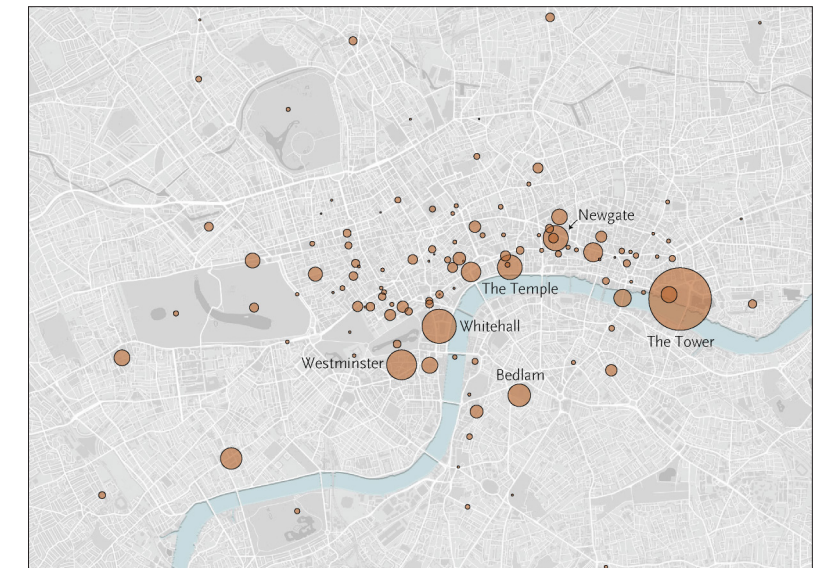 Newgate
The Temple
Whitehall
The Tower
Westminster
Bedlam